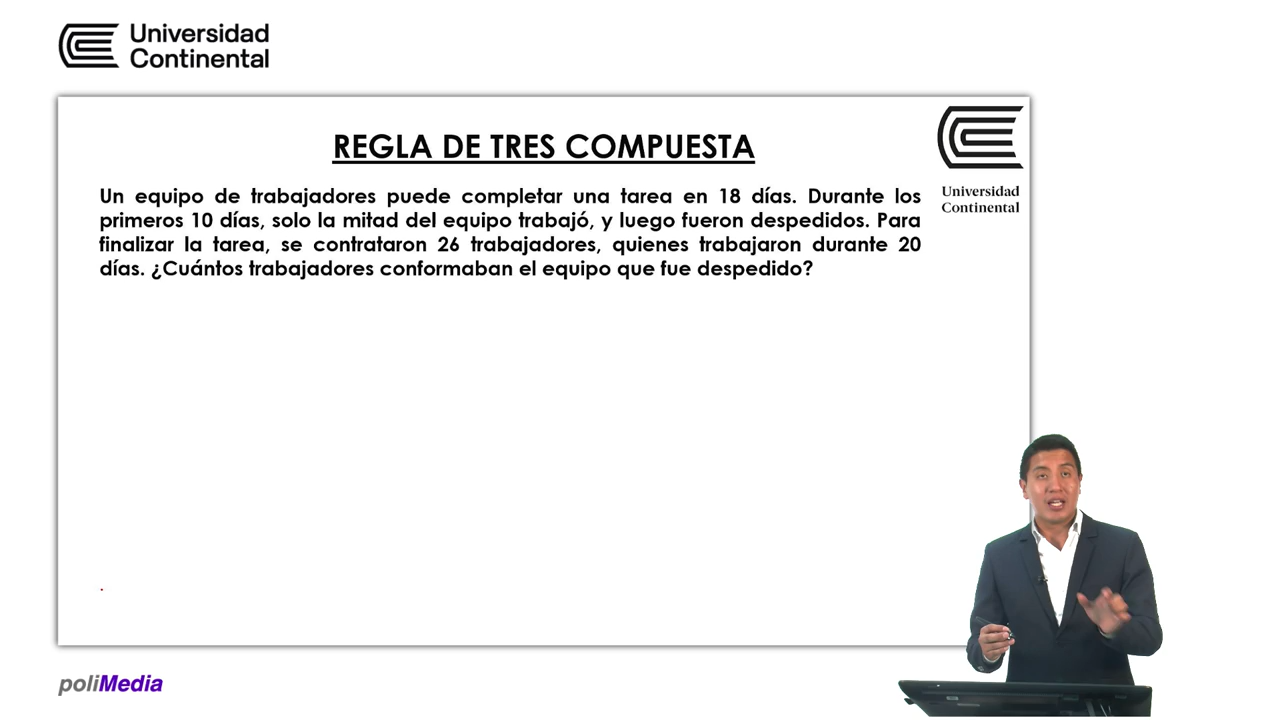 Universidad
Continental
REGLA DE TRES COMPUESTA
Universidad
Continental
Un equipo de trabajadores puede completar una tarea en 18 días. Durante los
primeros 10 días, solo la mitad del equipo trabajó, y luego fueron despedidos. Para
finalizar la tarea, se contrataron 26 trabajadores, quienes trabajaron durante 20
días. ¿Cuántos trabajadores conformaban el equipo que fue despedido?
poliMedia